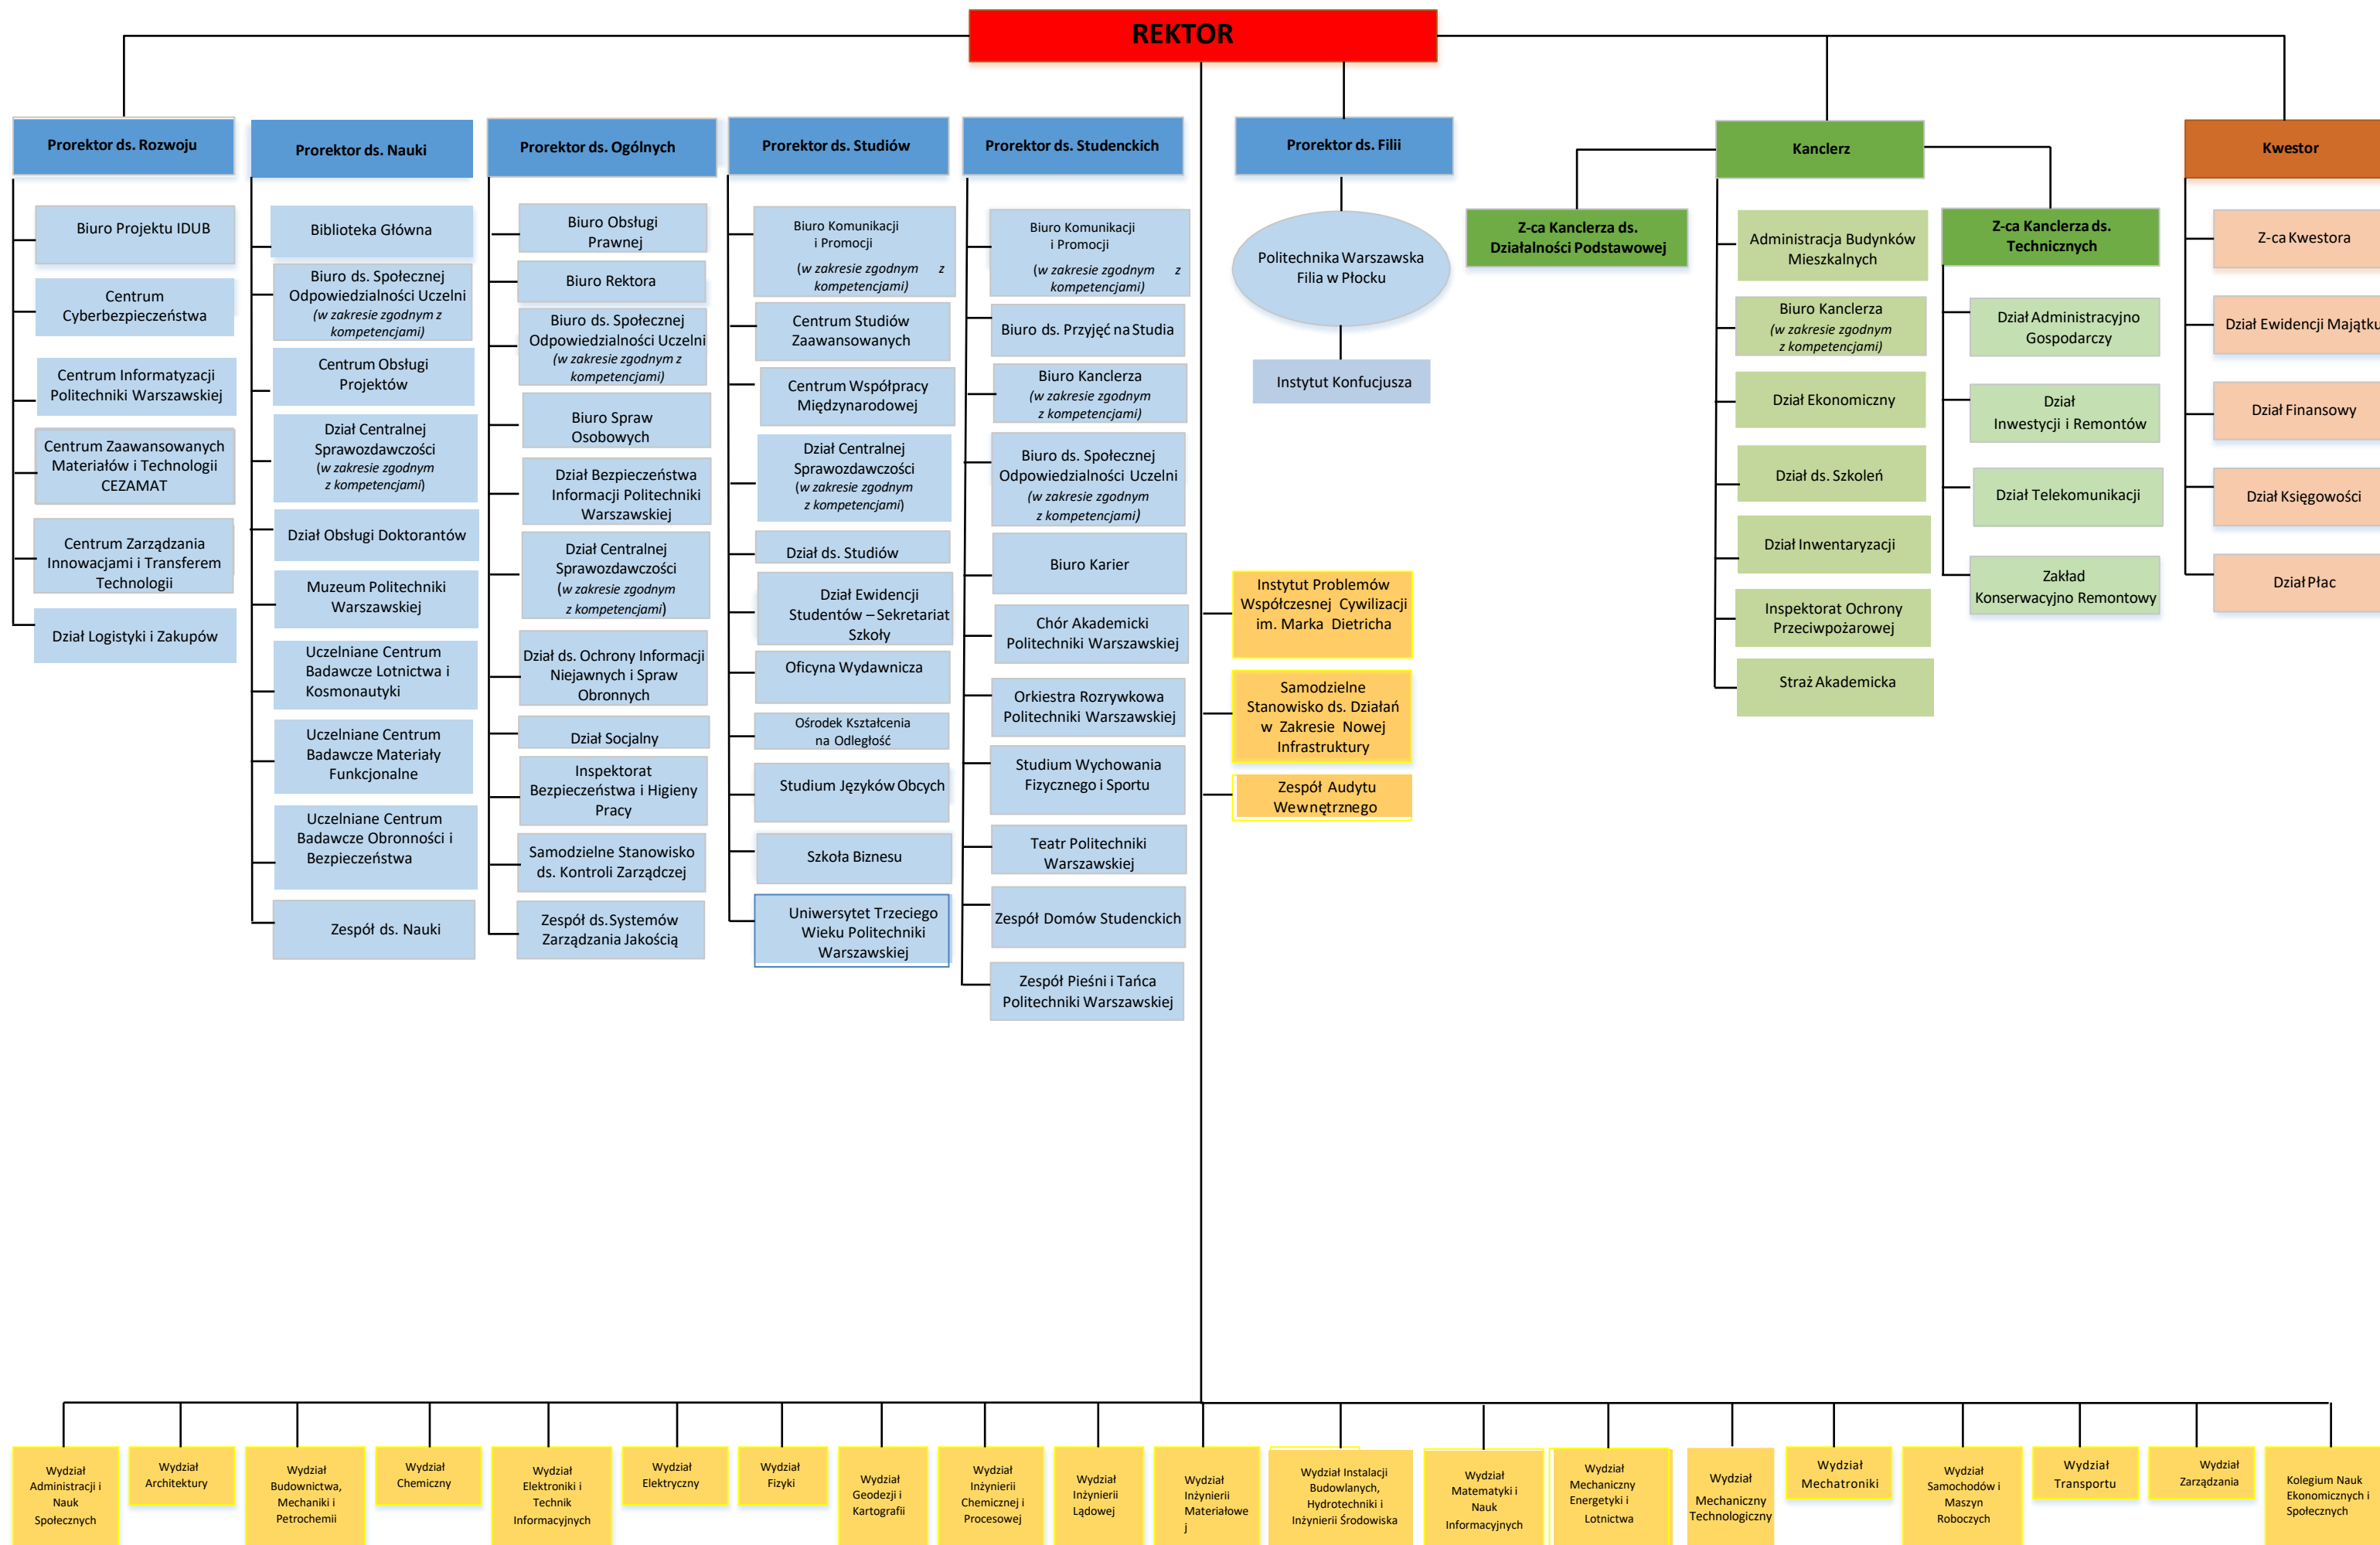 REKTOR
Prorektor ds. Rozwoju
Biuro Projektu IDUB
Centrum
Cyberbezpieczeństwa
Centrum Informatyzacji
Politechniki Warszawskiej
Centrum Zaawansowanych
Materiałów i Technologii
CEZAMAT
Centrum Zarządzania
Innowacjami i Transferem
Technologii
Dział Logistyki i Zakupów
Prorektor ds. Nauki
Biblioteka Główna
Biuro ds. Społecznej
Odpowiedzialności Uczelni
(w zakresie zgodnym z
kompetencjami)
Centrum Obsługi
Projektów
Dział Centralnej
Sprawozdawczości
(w zakresie zgodnym
z kompetencjami)
Dział Obsługi Doktorantów
Muzeum Politechniki
Warszawskiej
Uczelniane Centrum
Badawcze Lotnictwa i
Kosmonautyki
Uczelniane Centrum
Badawcze Materiały
Funkcjonalne
Uczelniane Centrum
Badawcze Obronności i
Bezpieczeństwa
Zespół ds. Nauki
Prorektor ds. Ogólnych
Biuro Obsługi
Prawnej
Biuro Rektora
Biuro ds. Społecznej
Odpowiedzialności Uczelni
(w zakresie zgodnym z
kompetencjami)
Biuro Spraw
Osobowych
Dział Bezpieczeństwa
Informacji Politechniki
Warszawskiej
Dział Centralnej
Sprawozdawczości
(w zakresie zgodnym
z kompetencjami)
Dział ds. Ochrony Informacji
Niejawnych i Spraw
Obronnych
Dział Socjalny
Inspektorat
Bezpieczeństwa i Higieny
Pracy
Samodzielne Stanowisko
ds. Kontroli Zarządczej
Zespół ds. Systemów
Zarządzania Jakością
Prorektor ds. Studiów
Biuro Komunikacji
i Promocji
(w zakresie zgodnym z
kompetencjami)
Centrum Studiów
Zaawansowanych
Centrum Współpracy
Międzynarodowej
Dział Centralnej
Sprawozdawczości
(w zakresie zgodnym
z kompetencjami)
Dział ds. Studiów
Dział Ewidencji
Studentów – Sekretariat
Szkoły
Oficyna Wydawnicza
Ośrodek Kształcenia
na Odległość
Studium Języków Obcych
Szkoła Biznesu
Uniwersytet Trzeciego
Wieku Politechniki
Warszawskiej
Prorektor ds. Studenckich
Biuro Komunikacji
i Promocji
(w zakresie zgodnym z
kompetencjami)
Biuro ds. Przyjęć na Studia
Biuro Kanclerza
(w zakresie zgodnym
z kompetencjami)
Biuro ds. Społecznej
Odpowiedzialności Uczelni
(w zakresie zgodnym
z kompetencjami)
Biuro Karier
Chór Akademicki
Politechniki Warszawskiej
Orkiestra Rozrywkowa
Politechniki Warszawskiej
Studium Wychowania
Fizycznego i Sportu
Teatr Politechniki
Warszawskiej
Zespół Domów Studenckich
Zespół Pieśni i Tańca
Politechniki Warszawskiej
Prorektor ds. Filii
Politechnika Warszawska
Filia w Płocku
Instytut Konfucjusza
Instytut Problemów
Współczesnej Cywilizacji
im. Marka Dietricha
Samodzielne
Stanowisko ds. Działań
w Zakresie Nowej
Infrastruktury
Zespół Audytu
Wewnętrznego
Kanclerz
Z-ca Kanclerza ds.
Działalności Podstawowej
Administracja Budynków
Mieszkalnych
Biuro Kanclerza
(w zakresie zgodnym
z kompetencjami)
Dział Ekonomiczny
Dział ds. Szkoleń
Dział Inwentaryzacji
Inspektorat Ochrony
Przeciwpożarowej
Straż Akademicka
Z-ca Kanclerza ds.
Technicznych
Dział Administracyjno
Gospodarczy
Dział
Inwestycji i Remontów
Dział Telekomunikacji
Zakład
Konserwacyjno Remontowy
Kwestor
Z-ca Kwestora
Dział Ewidencji Majątku
Dział Finansowy
Dział Księgowości
Dział Płac
Wydział
Administracji i
Nauk
Społecznych
Wydział
Architektury
Wydział
Budownictwa,
Mechaniki i
Petrochemii
Wydział
Chemiczny
Wydział
Elektroniki i
Technik
Informacyjnych
Wydział
Elektryczny
Wydział
Fizyki
Wydział
Geodezji i
Kartografii
Wydział
Inżynierii
Chemicznej i
Procesowej
Wydział
Inżynierii
Lądowej
Wydział
Inżynierii
Materiałowe
j
Wydział Instalacji
Budowlanych,
Hydrotechniki i
Inżynierii Środowiska
Wydział
Matematyki i
Nauk
Informacyjnych
Wydział
Mechaniczny
Energetyki i
Lotnictwa
Wydział
Mechaniczny
Technologiczny
Wydział
Mechatroniki
Wydział
Samochodów i
Maszyn
Roboczych
Wydział
Transportu
Wydział
Zarządzania
Kolegium Nauk
Ekonomicznych i
Społecznych